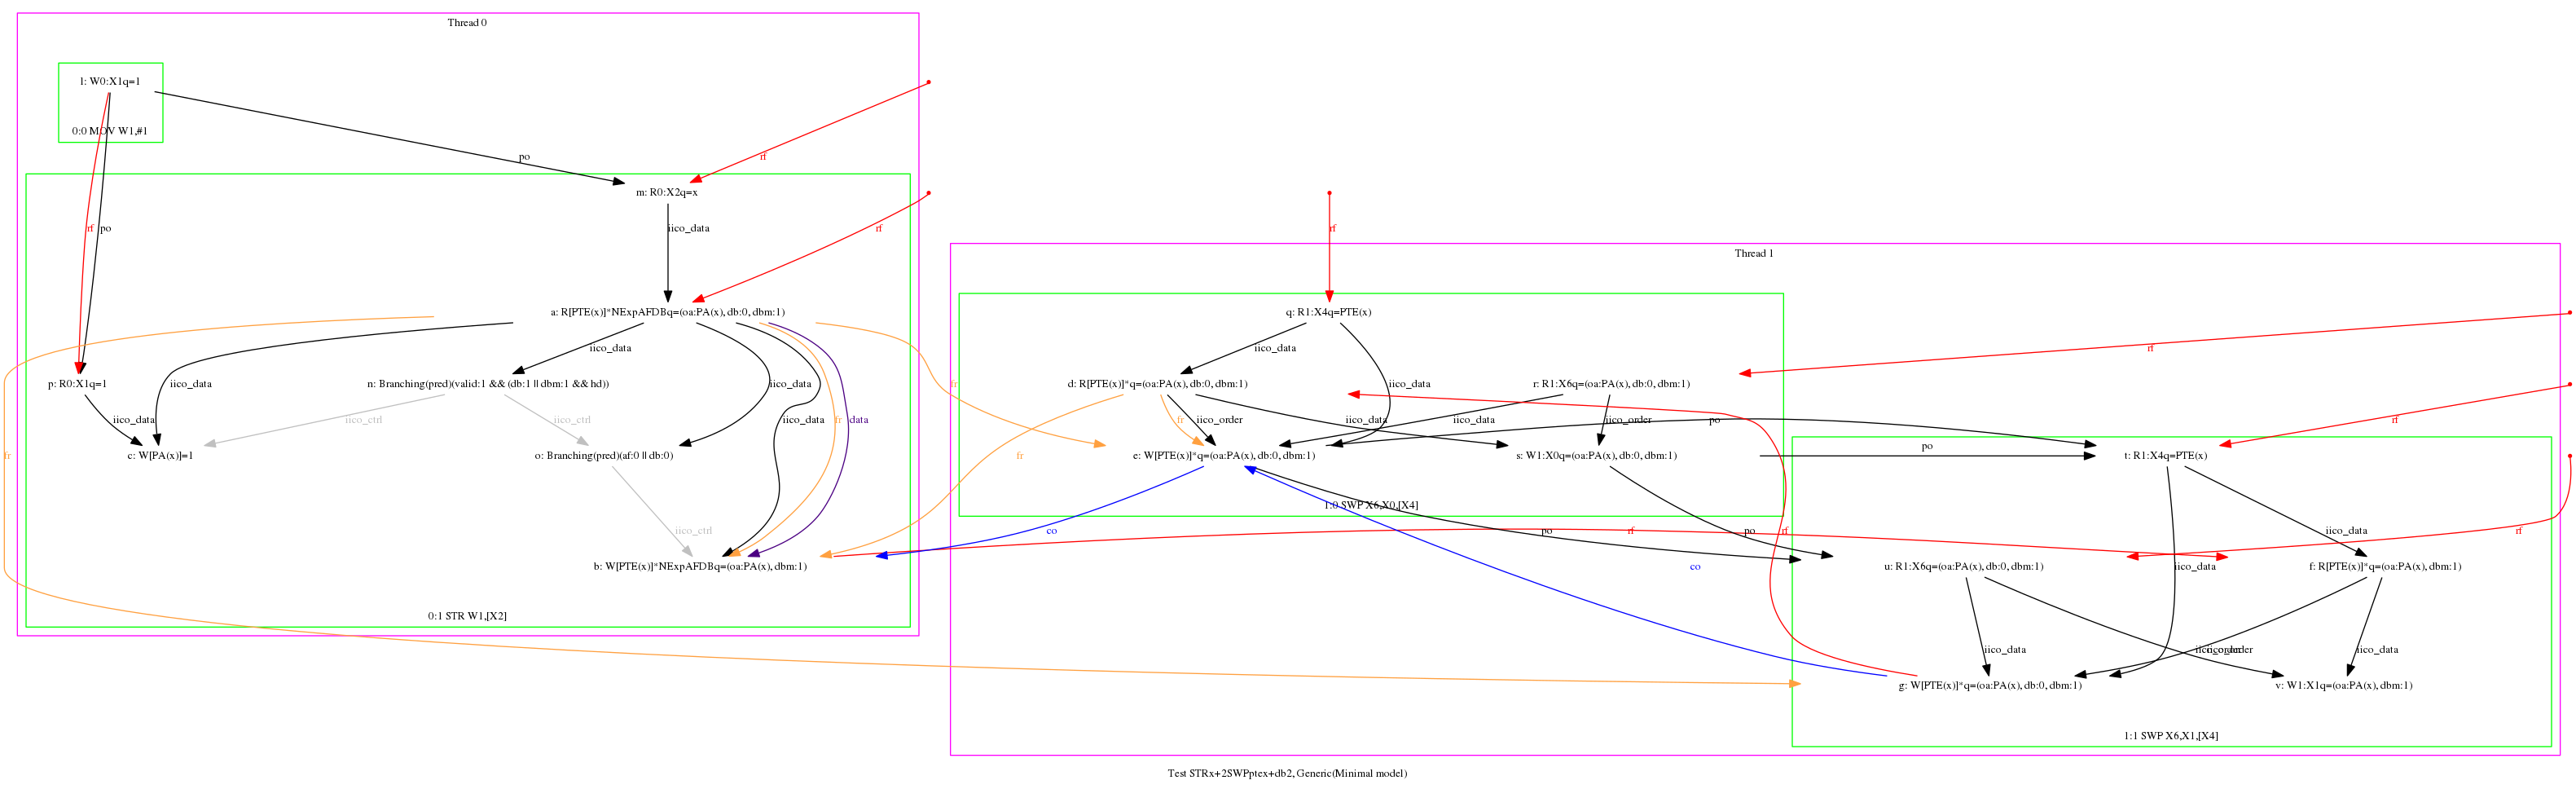 Thread 0
l: W0:X1q=1
0:0 MOV W1,#1
po
rf
m: R0:X2q=x
rf
po
iico_data
rf
rf
Thread 1
a: R[PTE(x)]*NExpAFDBq=(oa:PA(x), db:0, dbm:1)
q: R1:X4q=PTE(x)
iico_data
iico_data
rf
p: R0:X1q=1
iico_data
n: Branching(pred)(valid:1 && (db:1 || dbm:1 && hd))
iico_data
fr
d: R[PTE(x)]*q=(oa:PA(x), db:0, dbm:1)
iico_data
r: R1:X6q=(oa:PA(x), db:0, dbm:1)
iico_data
iico_ctrl
iico_ctrl
iico_data
fr
data
fr
iico_order
iico_data
iico_data
iico_order
po
rf
fr
c: W[PA(x)]=1
o: Branching(pred)(af:0 || db:0)
fr
e: W[PTE(x)]*q=(oa:PA(x), db:0, dbm:1)
s: W1:X0q=(oa:PA(x), db:0, dbm:1)
po
t: R1:X4q=PTE(x)
1:0 SWP X6,X0,[X4]
iico_ctrl
co
po
rf
po
rf
iico_data
rf
b: W[PTE(x)]*NExpAFDBq=(oa:PA(x), dbm:1)
co
u: R1:X6q=(oa:PA(x), db:0, dbm:1)
iico_data
f: R[PTE(x)]*q=(oa:PA(x), dbm:1)
0:1 STR W1,[X2]
iico_data
iico_order
iico_order
iico_data
g: W[PTE(x)]*q=(oa:PA(x), db:0, dbm:1)
v: W1:X1q=(oa:PA(x), dbm:1)
1:1 SWP X6,X1,[X4]
Test STRx+2SWPptex+db2, Generic(Minimal model)